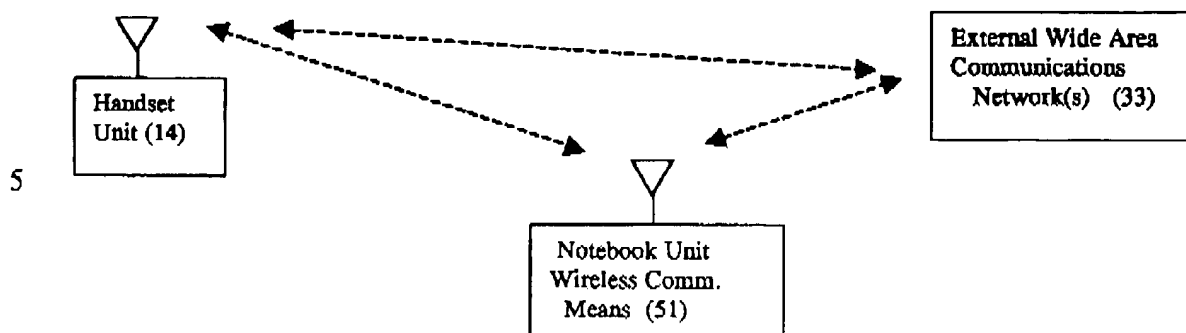 Handset
Unit (14)
External Wide Area
Communications
Network(s) (33)
5
Notebook Unit
Wireless Comm.
Means (51)